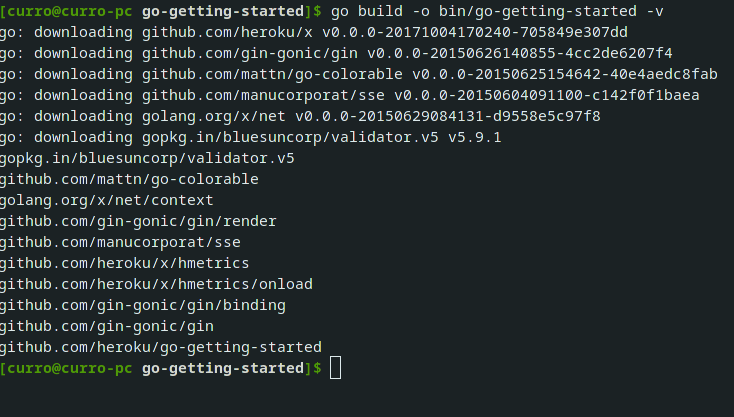 [curro@curro-pc go-getting-started]$ go build -o bin/go-getting-started -v
go: downloading github.com/heroku/x v0.0.0-20171004170240-705849e307dd
go: downloading github.com/gin-gonic/gin v0.0.0-20150626140855-4cc2de6207f4
go: downloading github.com/mattn/go-colorable v0.0.0-20150625154642-40e4aedc8fab
go: downloading github.com/manucorporat/sse v0.0.0-20150604091100-c142f0f1baea
go: downloading golang.org/x/net v0.0.0-20150629084131-d9558e5c97f8
go: downloading gopkg.in/bluesuncorp/validator.v5 v5.9.1
gopkg.in/bluesuncorp/validator.v5
github.com/mattn/go-colorable
golang.org/x/net/context
github.com/gin-gonic/gin/render
github.com/manucorporat/sse
github.com/heroku/x/hmetrics
github.com/heroku/x/hmetrics/onload
github.com/gin-gonic/gin/binding
github.com/gin-gonic/gin
github.com/heroku/go-getting-started
[curro@curro-pc go-getting-started]$